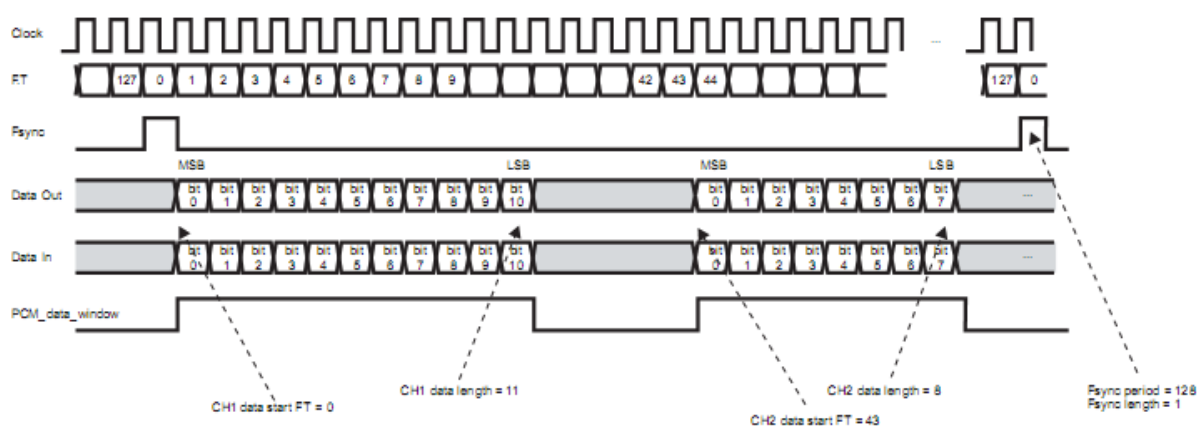 Clock ...
F.T 127 0 1 2 3 4 5 6 7 8 9 42 43 44 127 0
Fsync
MSB LSB MSB LSB
Data Out bit 0 bit 1 bit 2 bit 3 bit 4 bit 5 bit 6 bit 7 bit 8 bit 9 bit 10 bit 0 bit 1 bit 2 bit 3 bit 4 bit 5 bit 6 bit 7 ...
Data In bit 0 bit 1 bit 2 bit 3 bit 4 bit 5 bit 6 bit 7 bit 8 bit 9 bit 10 bit 0 bit 1 bit 2 bit 3 bit 4 bit 5 bit 6 bit 7 ...
PCM_data_window
CH1 data start FT = 0
CH1 data length = 11
CH2 data start FT = 43
CH2 data length = 8
Fsync period = 128
Fsync length = 1